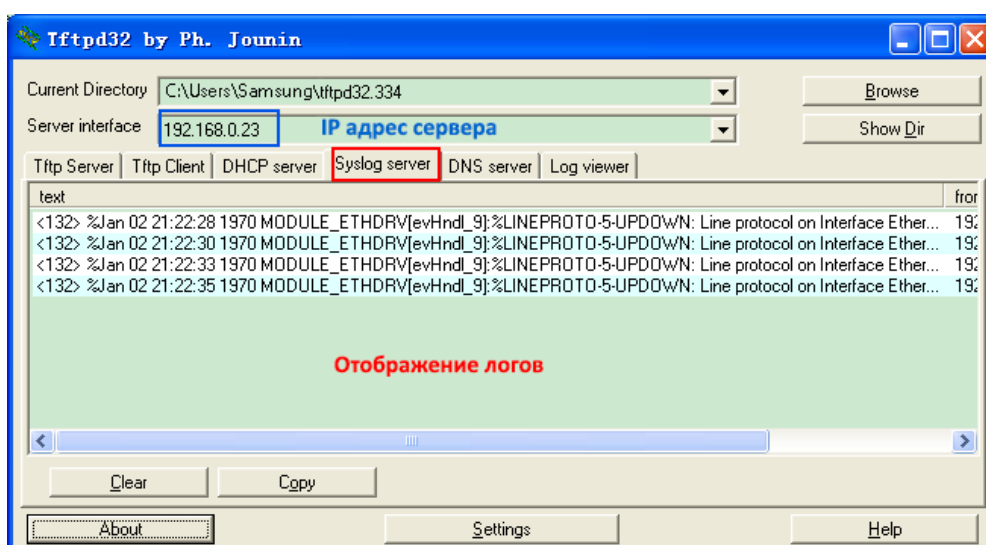 Tftpd32 by Ph. Jounin
Current Directory C:\Users\Samsung\tftpd32.334 Browse
Server interface 192.168.0.23 IP адрес сервера Show Dir
Tftp Server Tftp Client DHCP server Syslog server DNS server Log viewer
text fror
<132> %Jan 02 21:22:28 1970 MODULE_ETHDRV[evHndl_9]:%LINEPROTO-5-UPDOWN: Line protocol on Interface Ether... 192
<132> %Jan 02 21:22:30 1970 MODULE_ETHDRV[evHndl_9]:%LINEPROTO-5-UPDOWN: Line protocol on Interface Ether... 192
<132> %Jan 02 21:22:33 1970 MODULE_ETHDRV[evHndl_9]:%LINEPROTO-5-UPDOWN: Line protocol on Interface Ether... 192
<132> %Jan 02 21:22:35 1970 MODULE_ETHDRV[evHndl_9]:%LINEPROTO-5-UPDOWN: Line protocol on Interface Ether... 192
Отображение логов
Clear Copy
About Settings Help